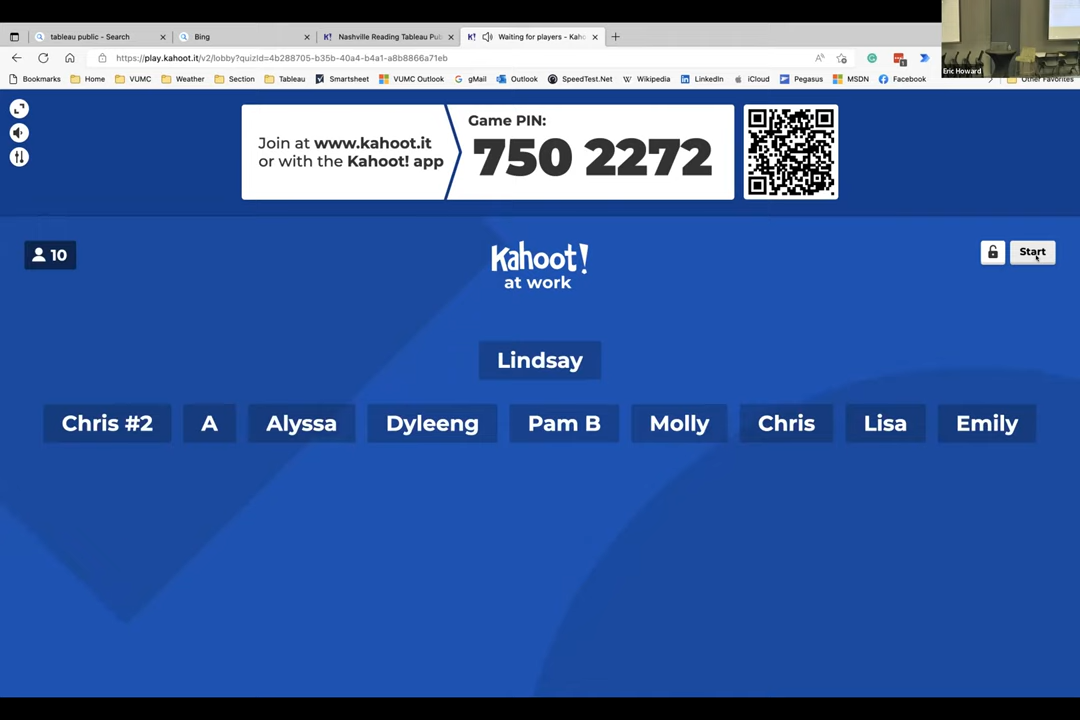 tableau public - Search
Bing
Nashville Reading Tableau Pub
Waiting for players - Kaho
https://play.kahoot.it/v2/lobby?quizId=4b288705-b35b-40a4-b4a1-a8b8866a71eb
Bookmarks
Home
VUMC
Weather
Section
Tableau
Smartsheet
VUMC Outlook
gMail
Outlook
SpeedTest.Net
Wikipedia
LinkedIn
iCloud
Pegasus
MSDN
Facebook
Other Favorites
Eric Howard
Join at www.kahoot.it
or with the Kahoot! app
Game PIN:
750 2272
10
Kahoot!
at work
Start
Lindsay
Chris #2
A
Alyssa
Dyleeng
Pam B
Molly
Chris
Lisa
Emily